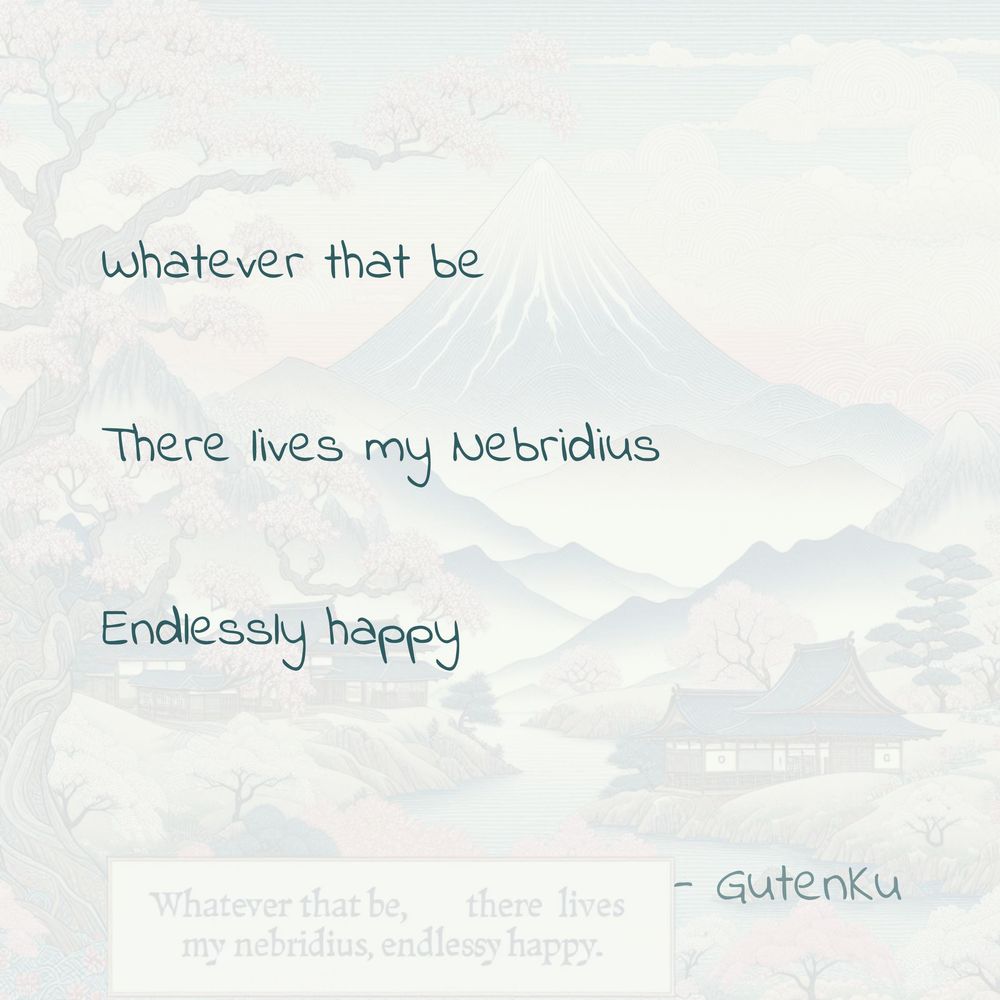 Whatever that be
There lives my Nebridius
Endlessly happy
- GutenKu
Whatever that be, there lives
my nebridius, endlessy happy.